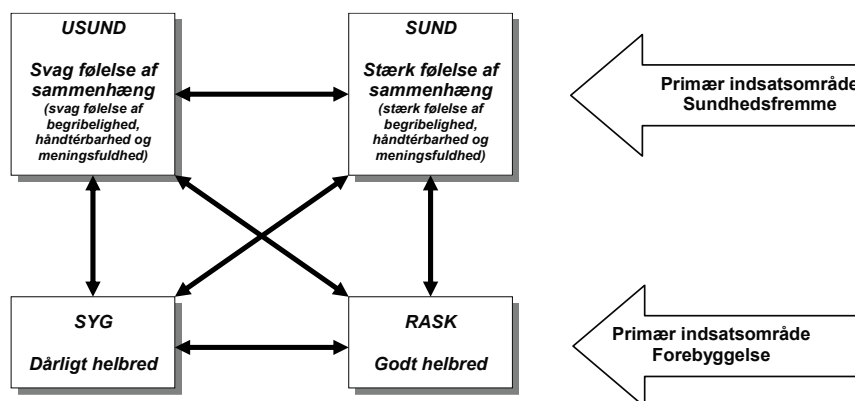 USUND
Svag følelse af
sammenhæng
(svag følelse af
begribelighed,
håndtérbarhed og
meningsfuldhed)
SUND
Stærk følelse af
sammenhæng
(stærk følelse af
begribelighed,
håndtérbarhed og
meningsfuldhed)
Primær indsatsområde
Sundhedsfremme
SYG
Dårligt helbred
RASK
Godt helbred
Primær indsatsområde
Forebyggelse